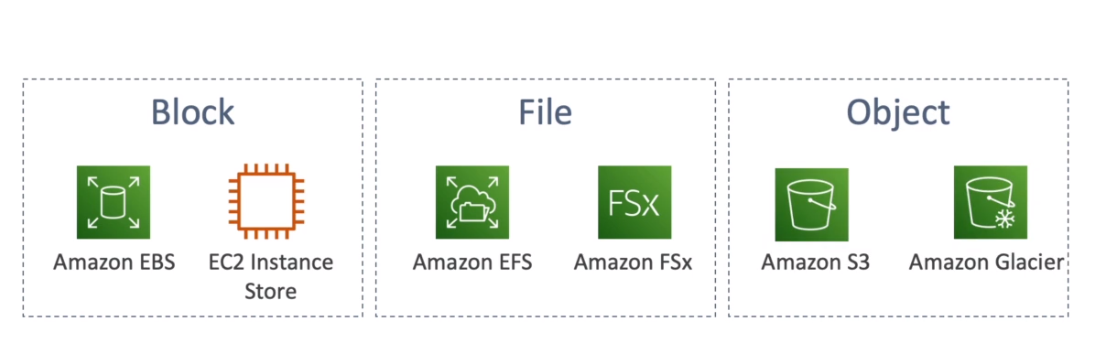 Block
File
Object
FSx
Amazon EBS
EC2 Instance
Store
Amazon EFS
Amazon FSx
Amazon S3
Amazon Glacier